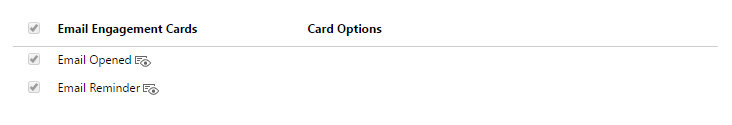 Email Engagement Cards Card Options
Email Opened
Email Reminder